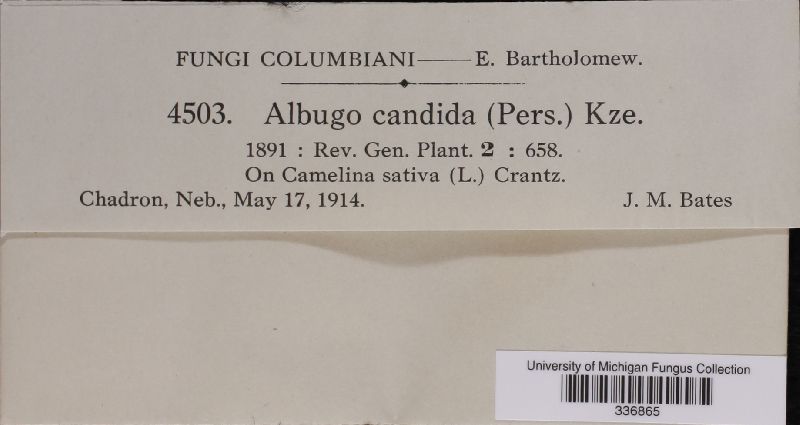 FUNGI COLUMBIANI——E. Bartholomew.
4503. Albugo candida (Pers.) Kze.
1891 : Rev. Gen. Plant. 2 : 658.
On Camelina sativa (L.) Crantz.
Chadron, Neb., May 17, 1914. J. M. Bates
University of Michigan Fungus Collection
336865